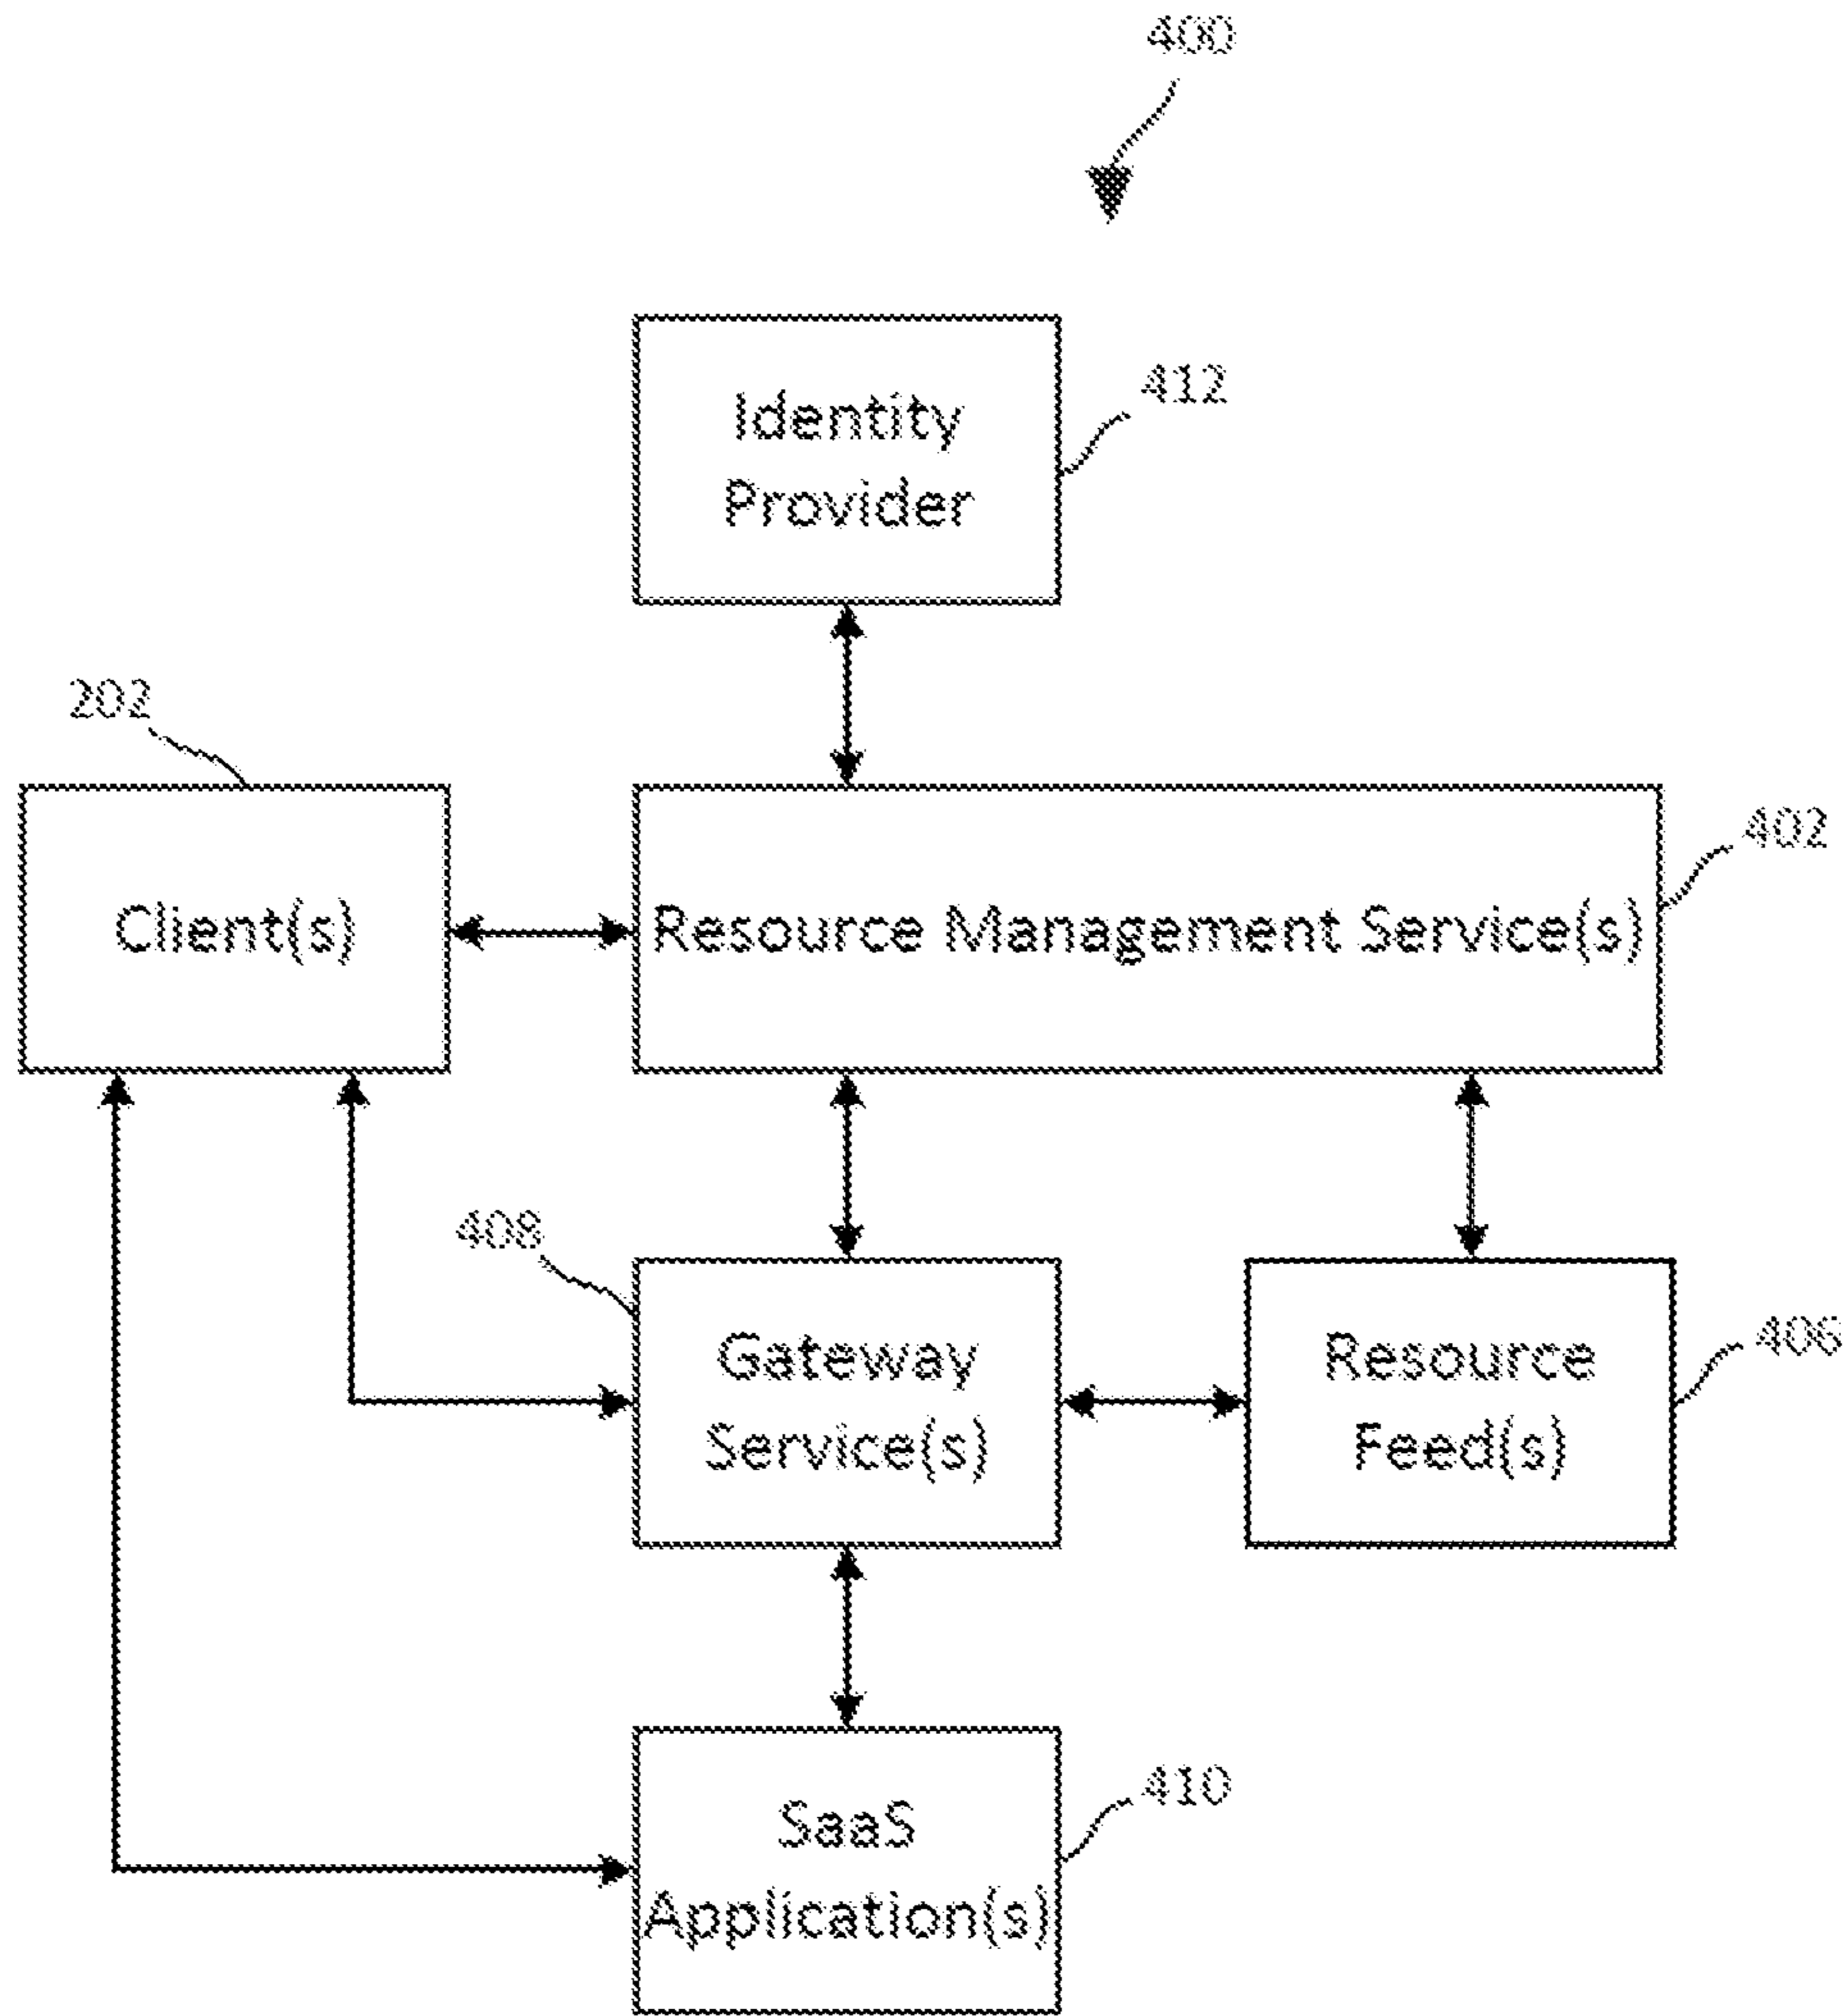 400
Identity
Provider
412
202
Client(s)
Resource Management Service(s)
402
408
Gateway
Service(s)
Resource
Feed(s)
406
SaaS
Application(s)
410